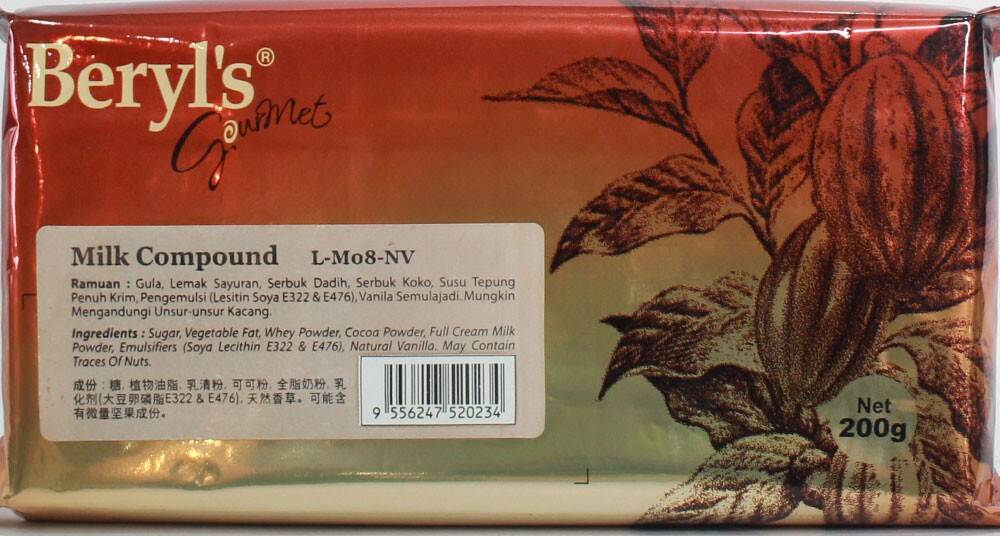 Beryl's®
Gourmet
Milk Compound L-M08-NV
Ramuan : Gula, Lemak Sayuran, Serbuk Dadih, Serbuk Koko, Susu Tepung
Penuh Krim, Pengemulsi (Lesitin Soya E322 & E476), Vanila Semulajadi. Mungkin
Mengandungi Unsur-unsur Kacang.
Ingredients : Sugar, Vegetable Fat, Whey Powder, Cocoa Powder, Full Cream Milk
Powder, Emulsifiers (Soya Lecithin E322 & E476), Natural Vanilla. May Contain
Traces Of Nuts.
成份 : 糖, 植物油脂, 乳清粉, 可可粉, 全脂奶粉, 乳
化剂(大豆卵磷脂E322 & E476), 天然香草。可能含
有微量坚果成份。
9 556247 520234
Net
200g